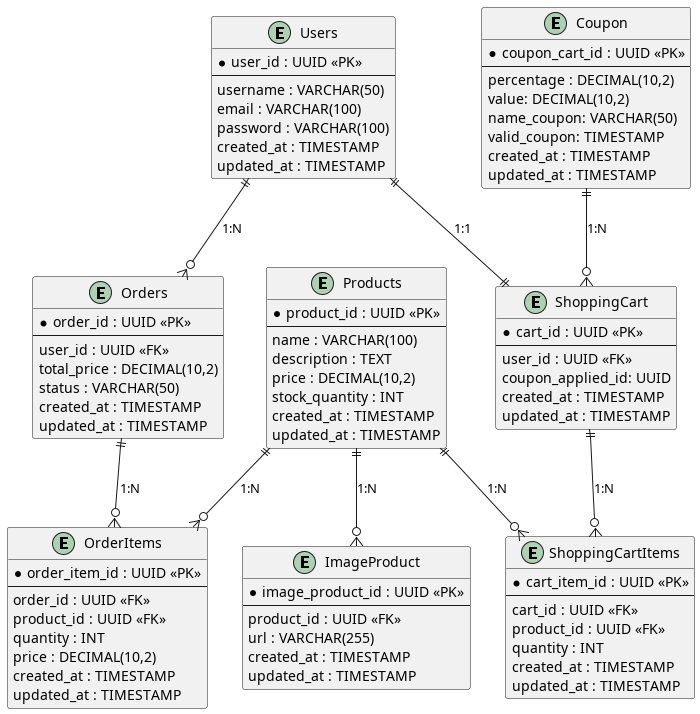 E Users
* user_id : UUID «PK»
username : VARCHAR(50)
email : VARCHAR(100)
password : VARCHAR(100)
created_at : TIMESTAMP
updated_at : TIMESTAMP
E Coupon
* coupon_cart_id : UUID «PK»
percentage : DECIMAL(10,2)
value: DECIMAL(10,2)
name_coupon: VARCHAR(50)
valid_coupon: TIMESTAMP
created_at : TIMESTAMP
updated_at : TIMESTAMP
1:N
1:1
1:N
E Orders
* order_id : UUID «PK»
user_id : UUID «FK»
total_price : DECIMAL(10,2)
status : VARCHAR(50)
created_at : TIMESTAMP
updated_at : TIMESTAMP
E Products
* product_id : UUID «PK»
name : VARCHAR(100)
description : TEXT
price : DECIMAL(10,2)
stock_quantity : INT
created_at : TIMESTAMP
updated_at : TIMESTAMP
E ShoppingCart
* cart_id : UUID «PK»
user_id : UUID «FK»
coupon_applied_id: UUID
created_at : TIMESTAMP
updated_at : TIMESTAMP
1:N
1:N
1:N
1:N
1:N
E OrderItems
* order_item_id : UUID «PK»
order_id : UUID «FK»
product_id : UUID «FK»
quantity : INT
price : DECIMAL(10,2)
created_at : TIMESTAMP
updated_at : TIMESTAMP
E ImageProduct
* image_product_id : UUID «PK»
product_id : UUID «FK»
url : VARCHAR(255)
created_at : TIMESTAMP
updated_at : TIMESTAMP
E ShoppingCartItems
* cart_item_id : UUID «PK»
cart_id : UUID «FK»
product_id : UUID «FK»
quantity : INT
created_at : TIMESTAMP
updated_at : TIMESTAMP